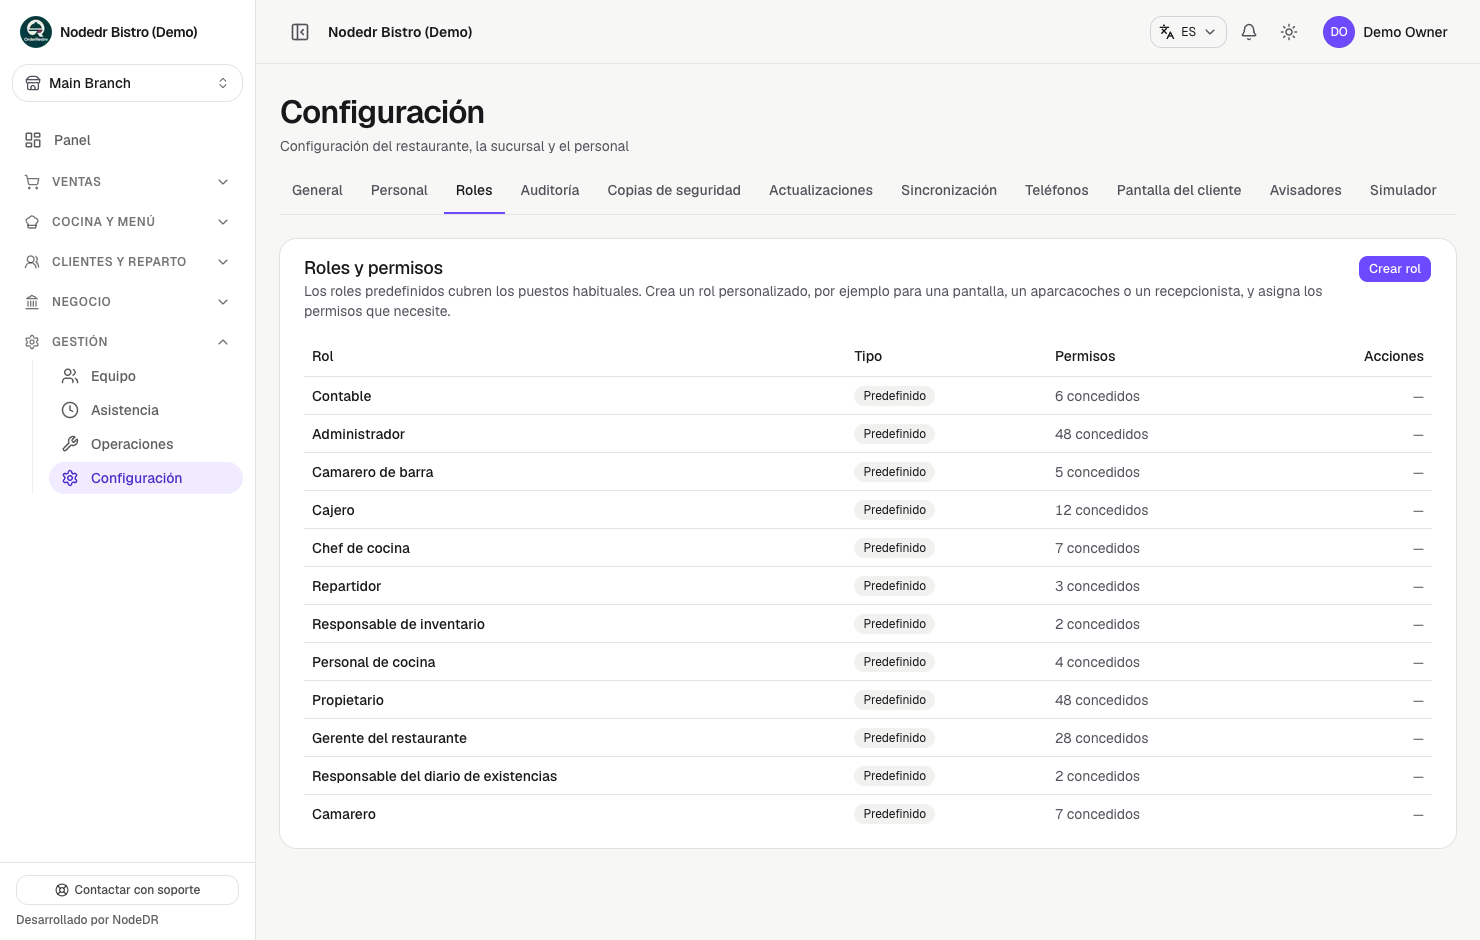 Nodedr Bistro (Demo)
Main Branch
Panel
VENTAS
COCINA Y MENÚ
CLIENTES Y REPARTO
NEGOCIO
GESTIÓN
Equipo
Asistencia
Operaciones
Configuración
Contactar con soporte
Desarrollado por NodeDR
Nodedr Bistro (Demo)
ES
DO
Demo Owner
Configuración
Configuración del restaurante, la sucursal y el personal
General
Personal
Roles
Auditoría
Copias de seguridad
Actualizaciones
Sincronización
Teléfonos
Pantalla del cliente
Avisadores
Simulador
Roles y permisos
Crear rol
Los roles predefinidos cubren los puestos habituales. Crea un rol personalizado, por ejemplo para una pantalla, un aparcacoches o un recepcionista, y asigna los
permisos que necesite.
Rol Tipo Permisos Acciones
Contable Predefinido 6 concedidos —
Administrador Predefinido 48 concedidos —
Camarero de barra Predefinido 5 concedidos —
Cajero Predefinido 12 concedidos —
Chef de cocina Predefinido 7 concedidos —
Repartidor Predefinido 3 concedidos —
Responsable de inventario Predefinido 2 concedidos —
Personal de cocina Predefinido 4 concedidos —
Propietario Predefinido 48 concedidos —
Gerente del restaurante Predefinido 28 concedidos —
Responsable del diario de existencias Predefinido 2 concedidos —
Camarero Predefinido 7 concedidos —